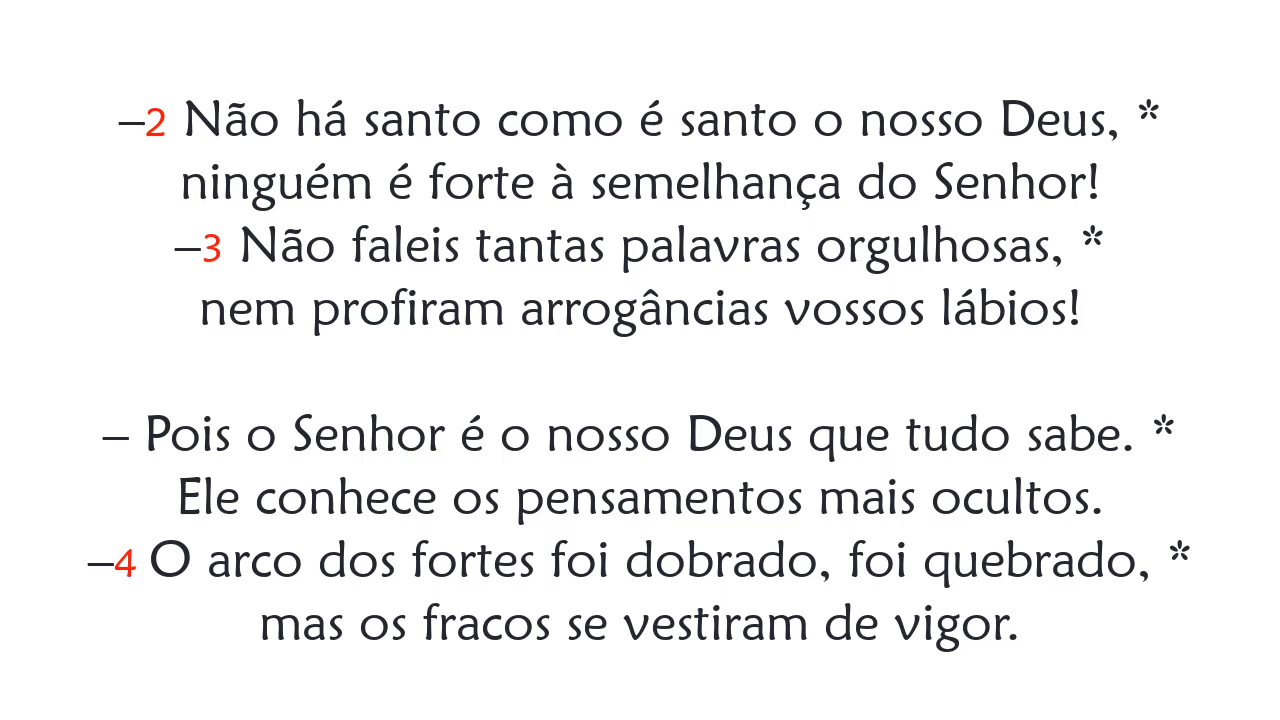 –2 Não há santo como é santo o nosso Deus, *
ninguém é forte à semelhança do Senhor!
–3 Não faleis tantas palavras orgulhosas, *
nem profiram arrogâncias vossos lábios!
– Pois o Senhor é o nosso Deus que tudo sabe. *
Ele conhece os pensamentos mais ocultos.
–4 O arco dos fortes foi dobrado, foi quebrado, *
mas os fracos se vestiram de vigor.